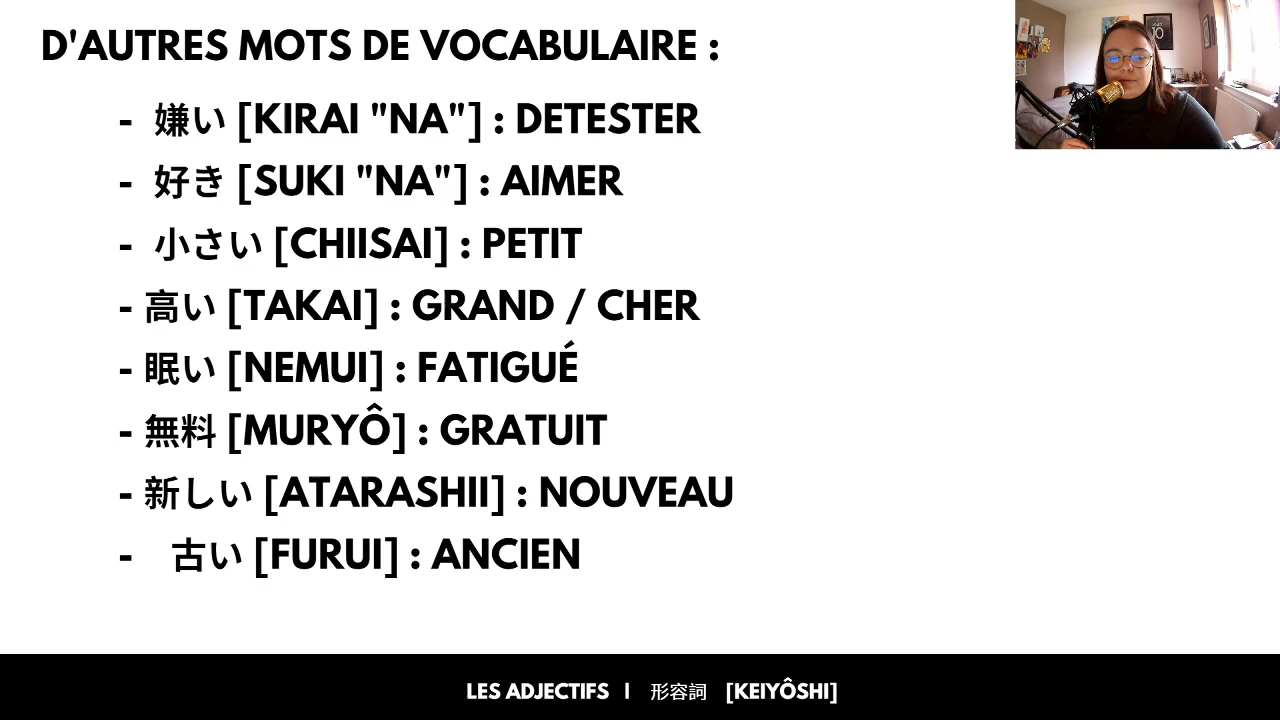 D'AUTRES MOTS DE VOCABULAIRE :
- 嫌い [KIRAI "NA"] : DETESTER
- 好き [SUKI "NA"] : AIMER
- 小さい [CHIISAI] : PETIT
- 高い [TAKAI] : GRAND / CHER
- 眠い [NEMUI] : FATIGUÉ
- 無料 [MURYÔ] : GRATUIT
- 新しい [ATARASHII] : NOUVEAU
- 古い [FURUI] : ANCIEN
10
LES ADJECTIFS | 形容詞 [KEIYÔSHI]